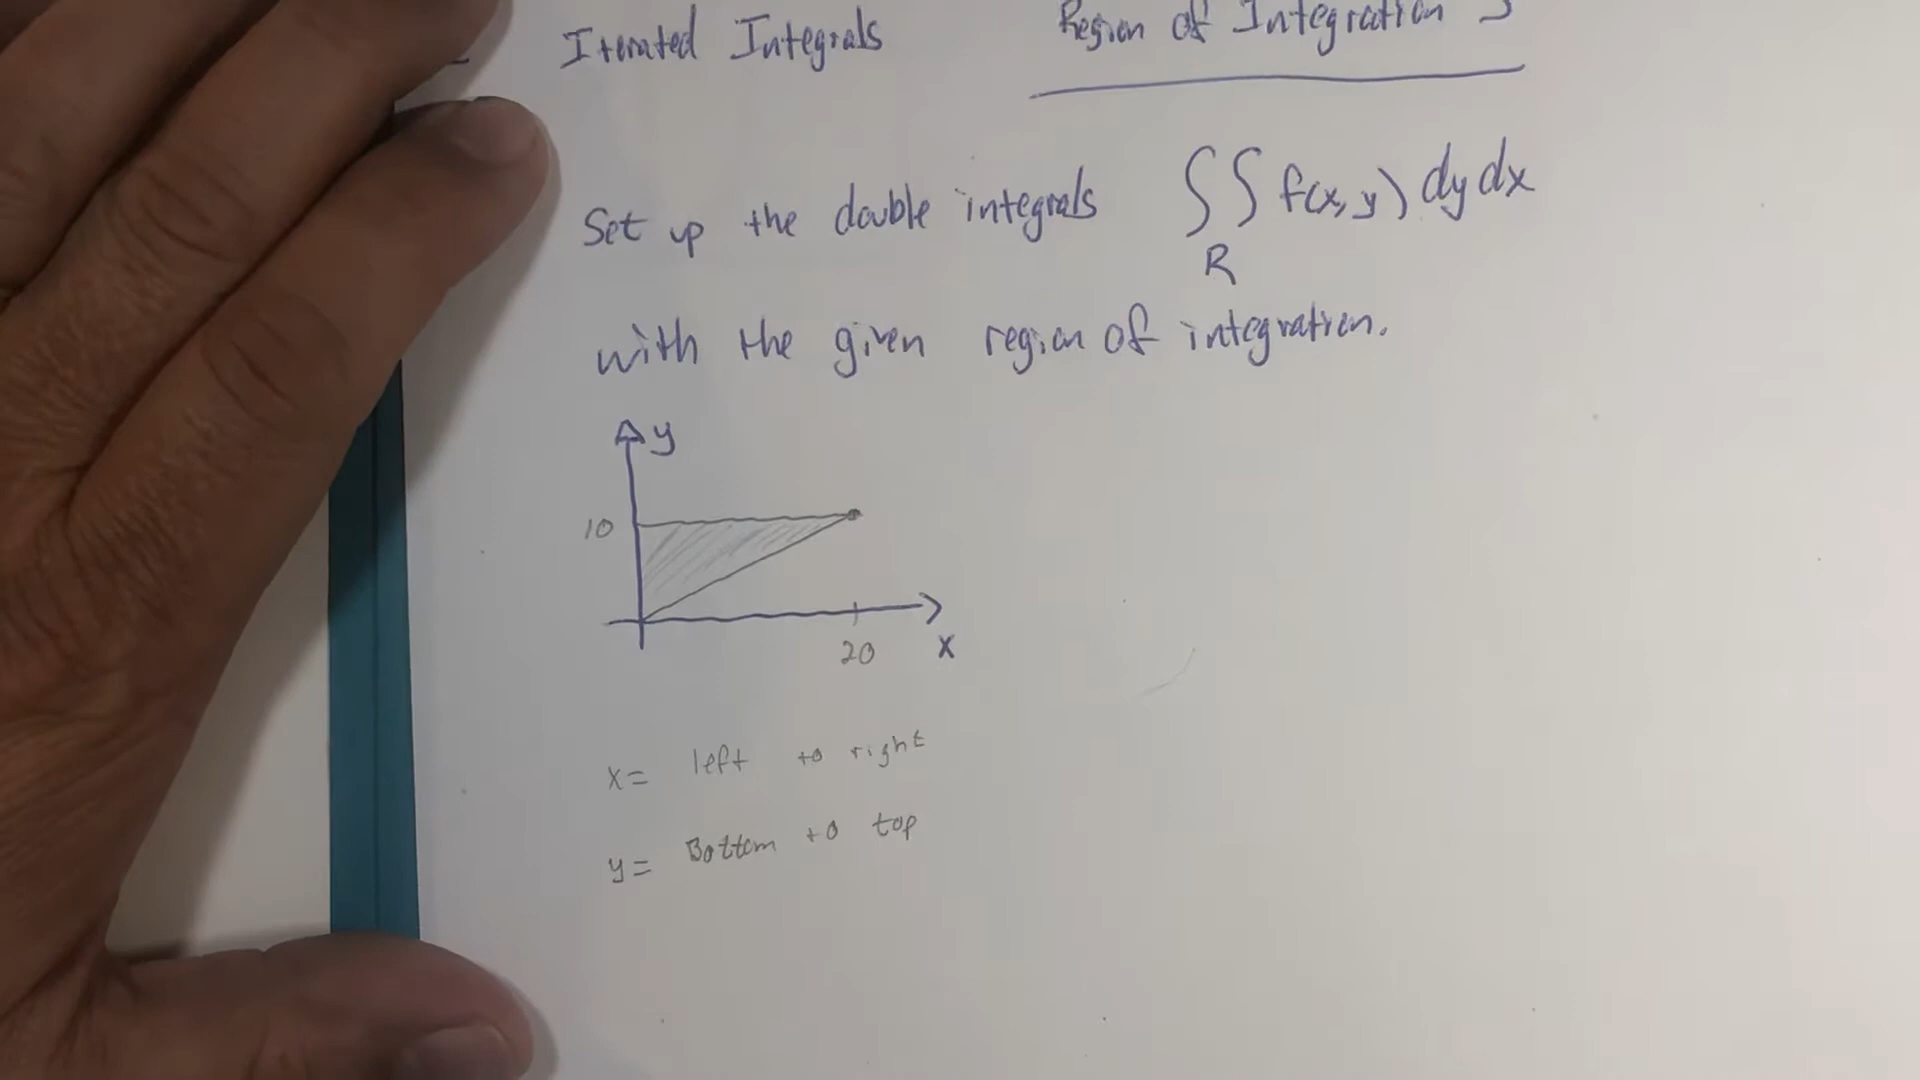 Iterated Integrals Region of Integration
Set up the double integrals ∫∫ f(x, y) dy dx
R
with the given region of integration.
y
10
20
x
x = left to right
y = Bottom to top